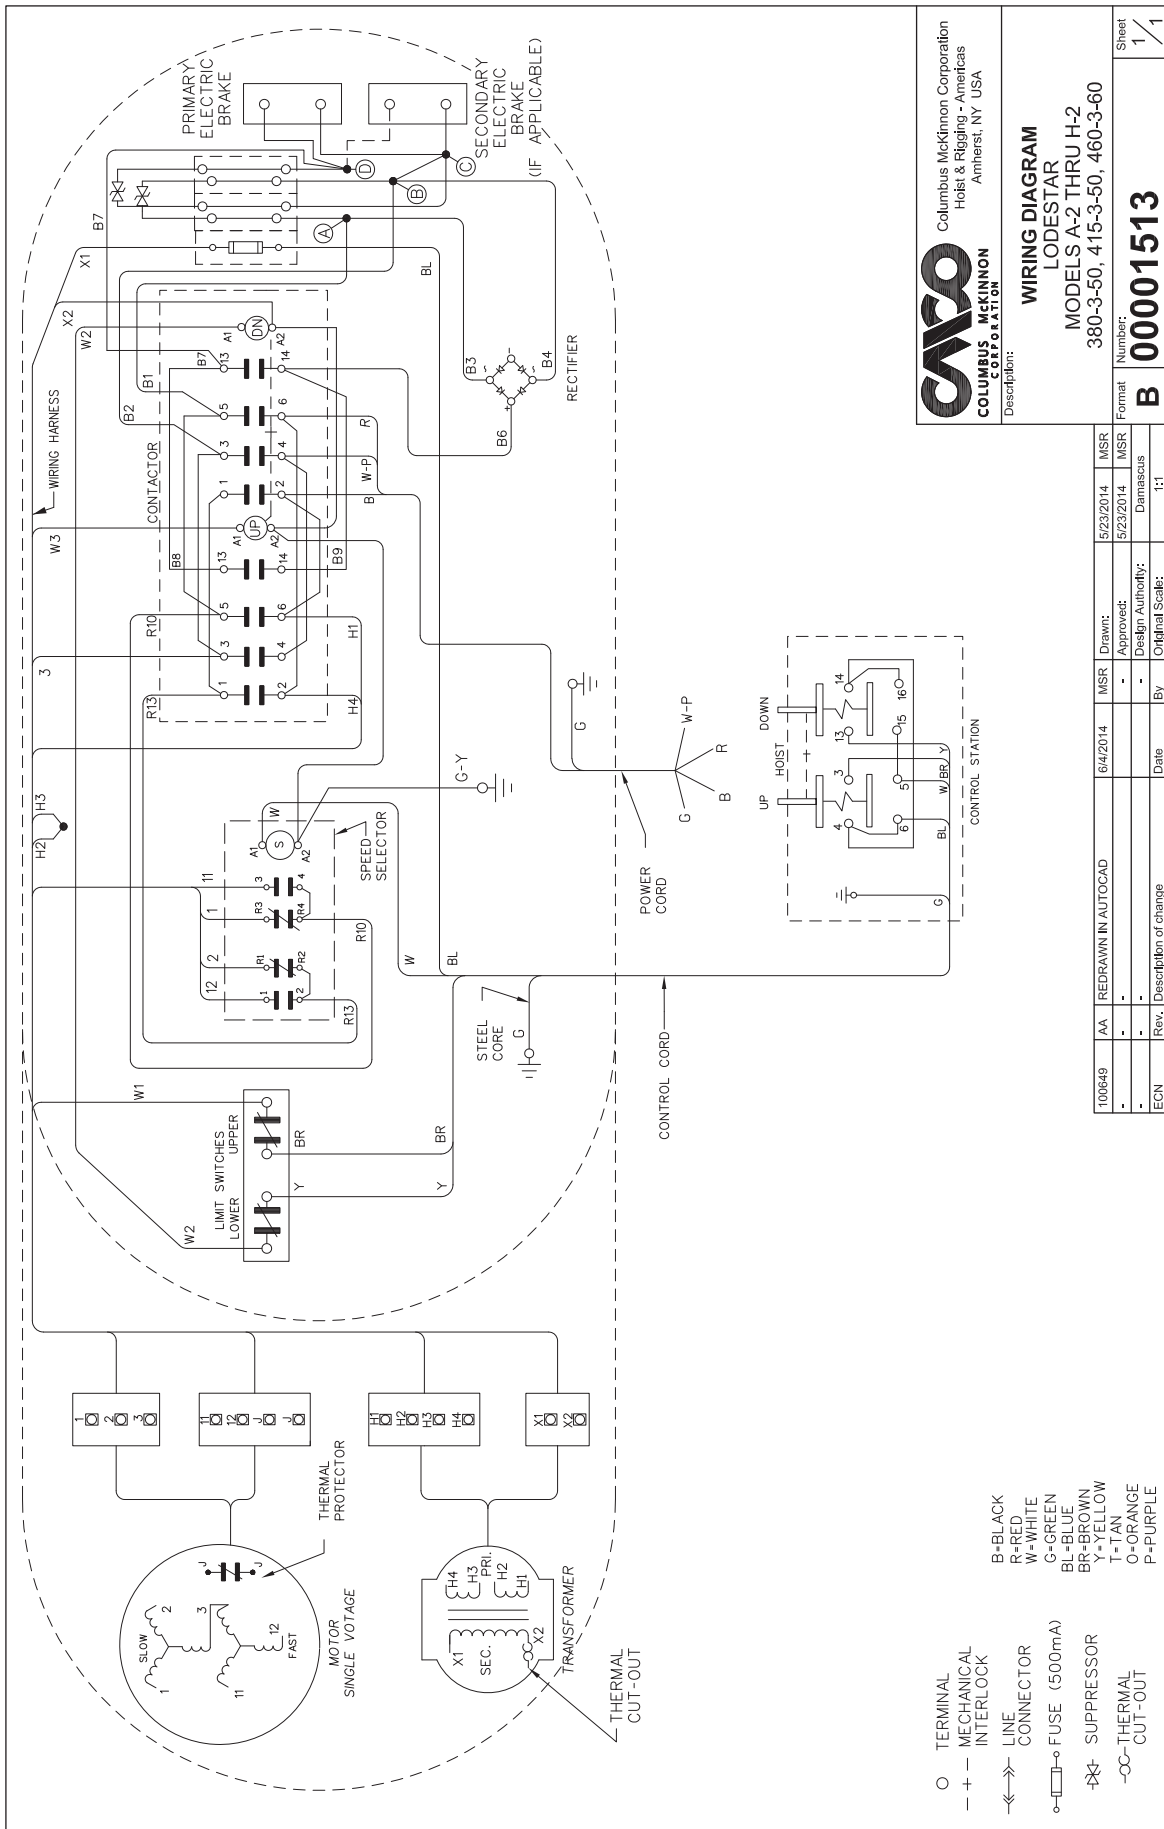 PRIMARY
ELECTRIC
BRAKE
SECONDARY
ELECTRIC
BRAKE
(IF APPLICABLE)
D
C
B
A
B7
X1
BL
X2
W2
B1
B2
WIRING HARNESS
CONTACTOR
W3
3
B7
13
14
A1
DN
A2
5
6
3
4
1
2
A1
UP
A2
R
W-P
B
B8
B9
13
14
5
6
3
4
1
2
R10
R13
H1
H4
B3
B4
B6
~
~
+
-
RECTIFIER
H3
H2
11
1
2
12
3
4
R3
R4
R1
R2
1
2
A1
S
A2
W
G-Y
SPEED
SELECTOR
R10
R13
W
BL
W1
W2
LIMIT SWITCHES
UPPER
LOWER
BR
Y
BR
Y
STEEL
CORE
G
CONTROL CORD
POWER
CORD
G
G
B
R
W-P
UP
HOIST
DOWN
4
3
13
14
6
5
15
16
BL
W
BR
Y
G
CONTROL STATION
1
2
3
11
12
J
J
H1
H2
H3
H4
X1
X2
SLOW
1
2
3
11
12
FAST
J
J
THERMAL
PROTECTOR
MOTOR
SINGLE VOTAGE
H4
H3
PRI.
H2
H1
X1
SEC.
X2
TRANSFORMER
THERMAL
CUT-OUT
TERMINAL
MECHANICAL
INTERLOCK
LINE
CONNECTOR
FUSE (500mA)
SUPPRESSOR
THERMAL
CUT-OUT
B=BLACK
R=RED
W=WHITE
G=GREEN
BL=BLUE
BR=BROWN
Y=YELLOW
T=TAN
O=ORANGE
P=PURPLE
100649 AA REDRAWN IN AUTOCAD 6/4/2014 MSR
- - - -
- - - -
ECN Rev. Description of change Date By
Drawn: 5/23/2014 MSR
Approved: 5/23/2014 MSR
Design Authority: Damascus
Original Scale: 1:1
COLUMBUS McKINNON
CORPORATION
Columbus McKinnon Corporation
Hoist & Rigging - Americas
Amherst, NY USA
Description:
WIRING DIAGRAM
LODESTAR
MODELS A-2 THRU H-2
380-3-50, 415-3-50, 460-3-60
Format
B
Number:
00001513
Sheet
1/1